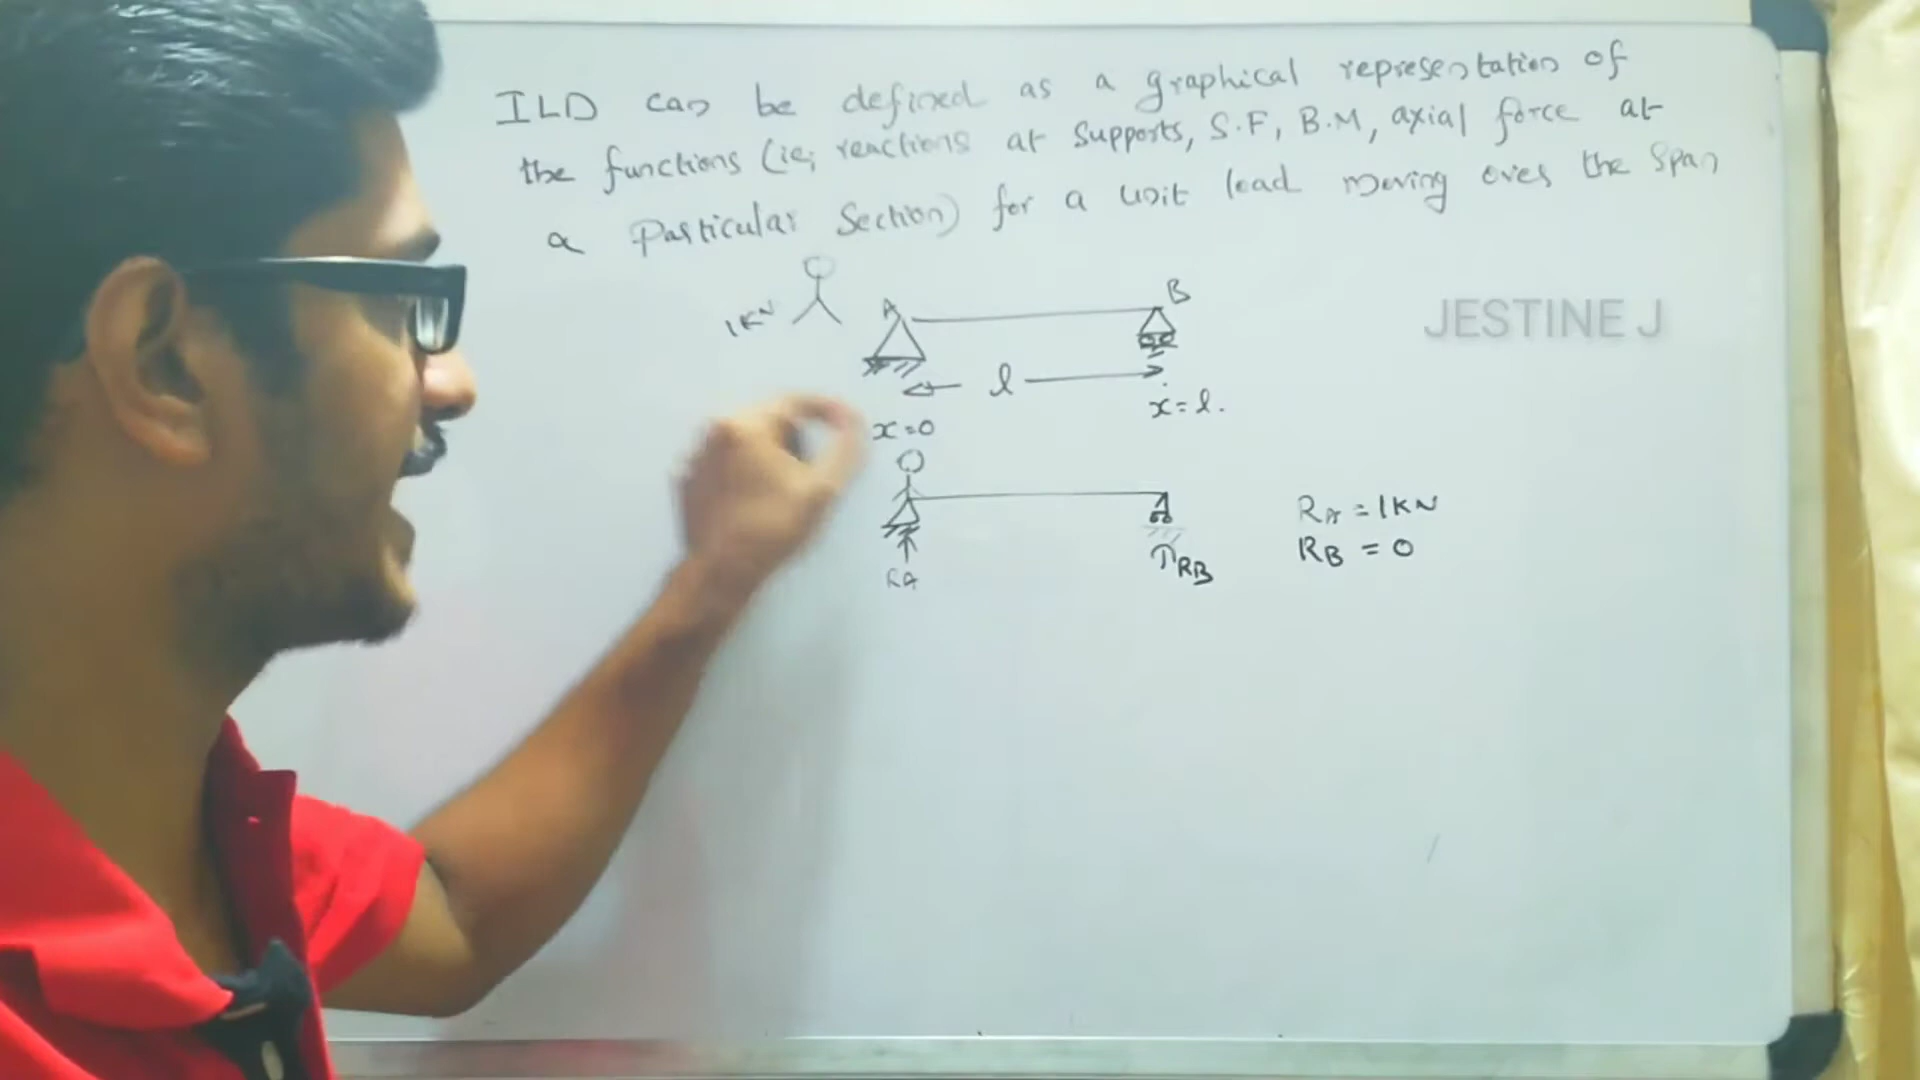 ILD can be defined as a graphical representation of
the functions (ie; reactions at supports, S.F, B.M, axial force at
a Particular Section) for a unit load moving over the span
1KN
A
B
JESTINE J
l
x=l.
x=0
RA = 1KN
RB = 0
RA
RB